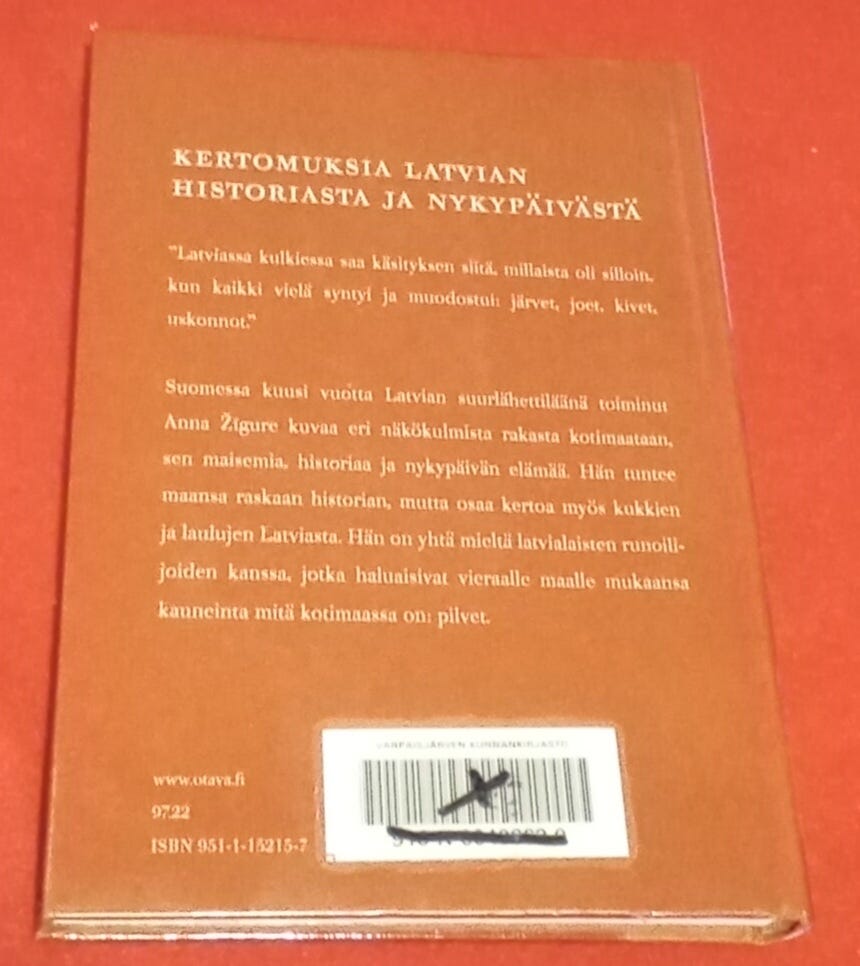 KERTOMUKSIA LATVIAN
HISTORIASTA JA NYKYPÄIVÄSTÄ
"Latviassa kulkiessa saa käsityksen siitä, millaista oli silloin,
kun kaikki vielä syntyi ja muodostui: järvet, joet, kivet,
uskonnot."
Suomessa kuusi vuotta Latvian suurlähettiläänä toiminut
Anna Žīgure kuvaa eri näkökulmista rakasta kotimaataan,
sen maisemia, historiaa ja nykypäivän elämää. Hän tuntee
maansa raskaan historian, mutta osaa kertoa myös kukkien
ja laulujen Latviasta. Hän on yhtä mieltä latvialaisten runoili-
joiden kanssa, jotka haluaisivat vieraalle maalle mukaansa
kauneinta mitä kotimaassa on: pilvet.
VARPAISJÄRVEN KUNNANKIRJASTO
www.otava.fi
97.22
ISBN 951-1-15215-7